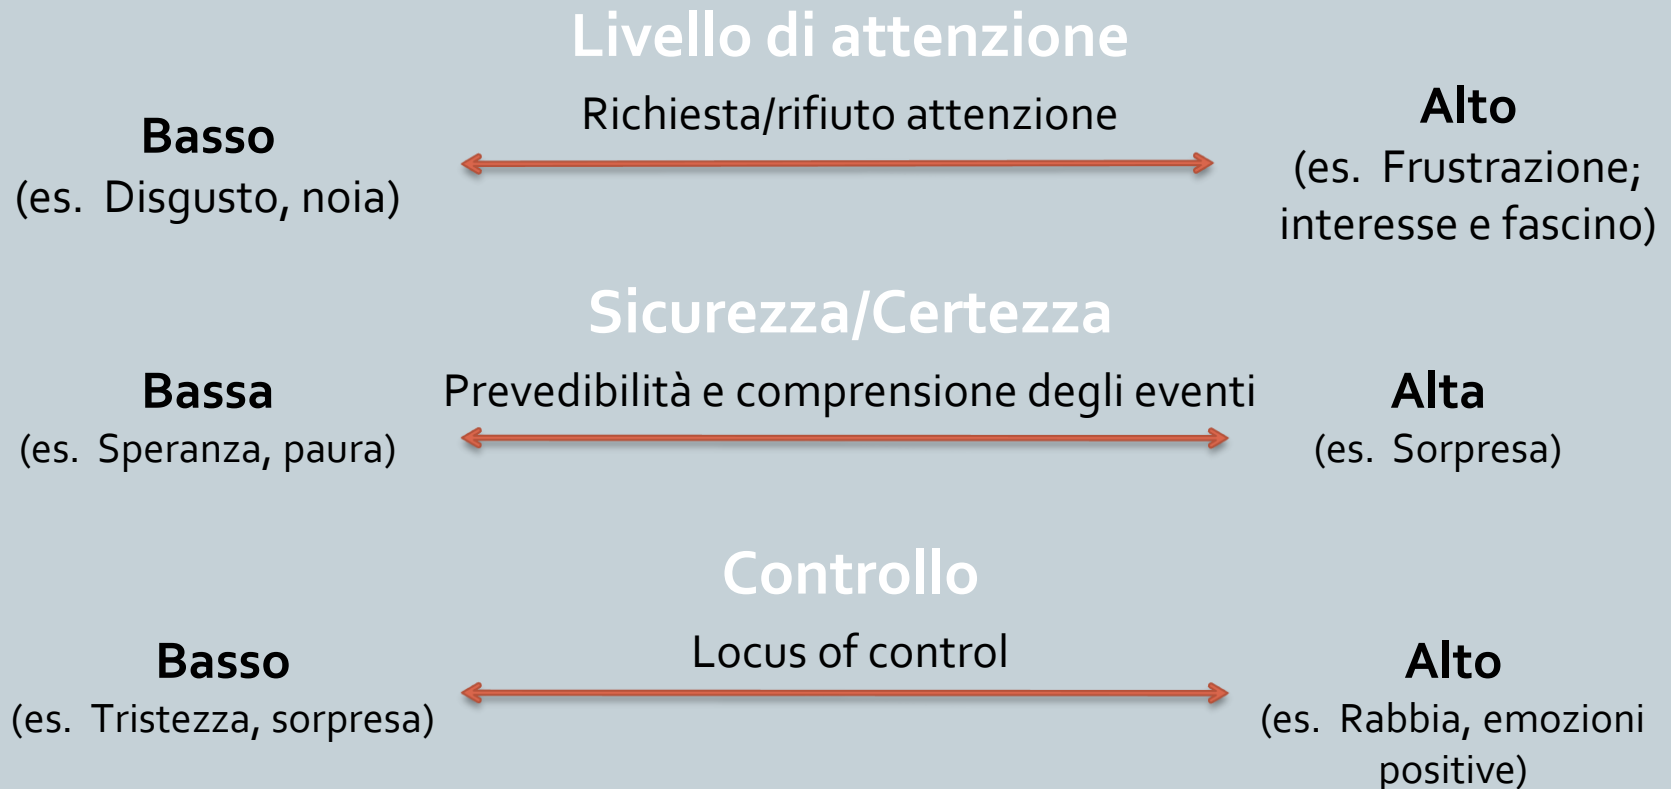 Livello di attenzione
Basso
(es. Disgusto, noia)
Richiesta/rifiuto attenzione
Alto
(es. Frustrazione;
interesse e fascino)
Sicurezza/Certezza
Bassa
(es. Speranza, paura)
Prevedibilità e comprensione degli eventi
Alta
(es. Sorpresa)
Controllo
Basso
(es. Tristezza, sorpresa)
Locus of control
Alto
(es. Rabbia, emozioni
positive)